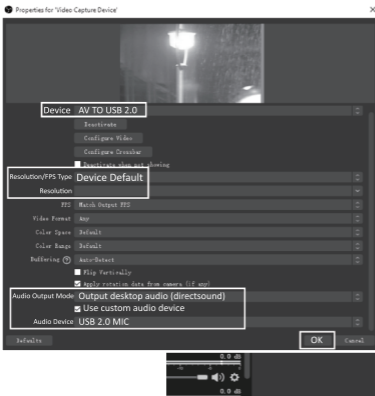 Properties for 'Video Capture Device'
Device AV TO USB 2.0
Deactivate
Configure Video
Configure Crossbar
Deactivate when not showing
Resolution/FPS Type Device Default
Resolution
FPS Match Output FPS
Video Format Any
Color Space Default
Color Range Default
Buffering Auto-Detect
Flip Vertically
Apply rotation data from camera (if any)
Audio Output Mode Output desktop audio (directsound)
Use custom audio device
Audio Device USB 2.0 MIC
Defaults OK Cancel
0.0 dB
0.0 dB